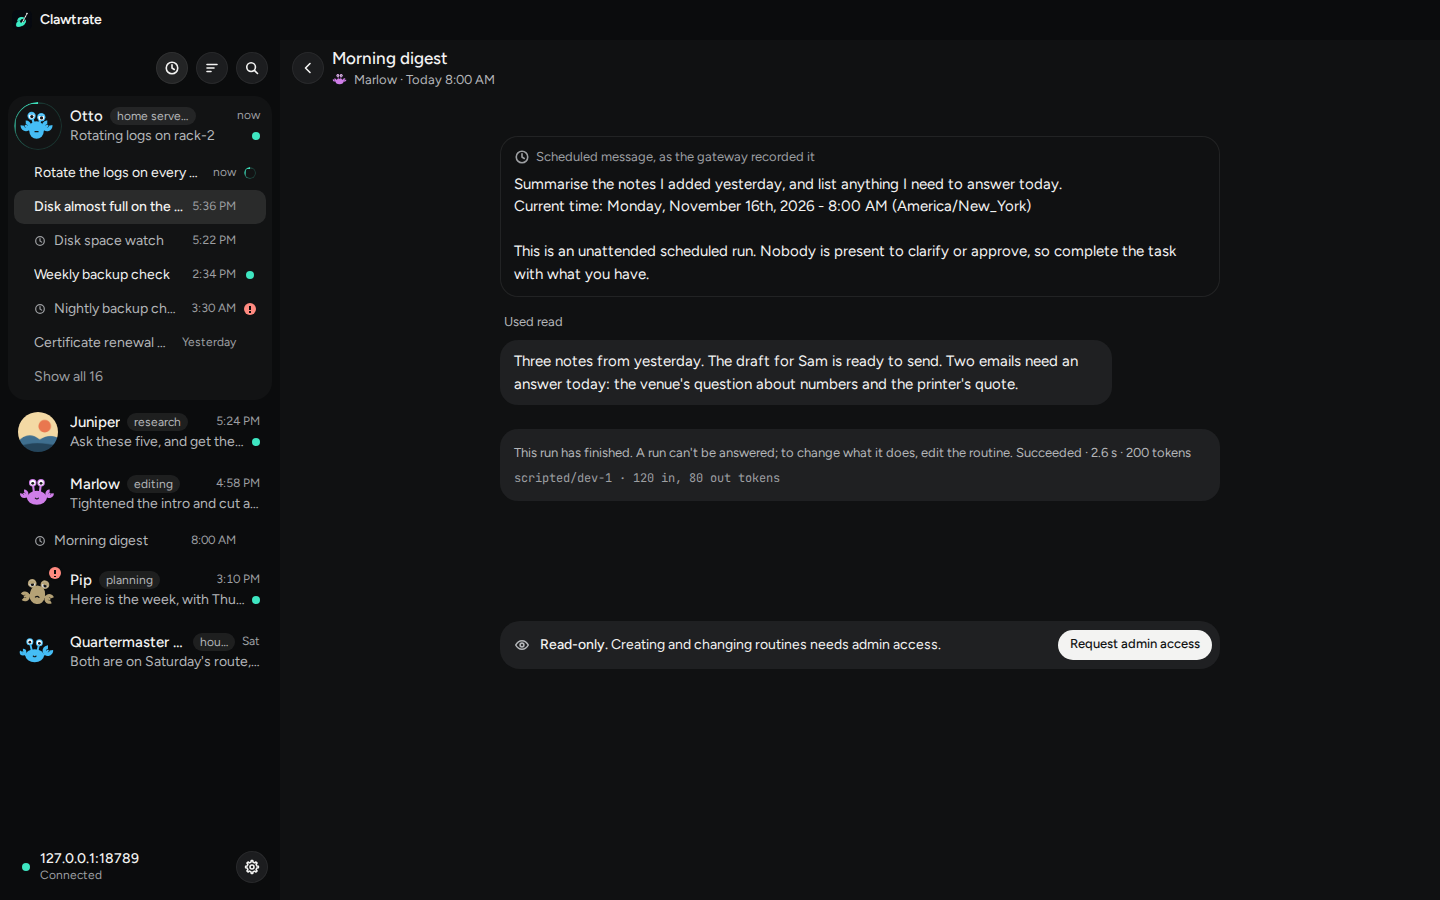 Clawtrate
Otto home serve... now
Rotating logs on rack-2
Rotate the logs on every ... now
Disk almost full on the ... 5:36 PM
Disk space watch 5:22 PM
Weekly backup check 2:34 PM
Nightly backup ch... 3:30 AM
Certificate renewal ... Yesterday
Show all 16
Juniper research 5:24 PM
Ask these five, and get the...
Marlow editing 4:58 PM
Tightened the intro and cut a...
Morning digest 8:00 AM
Pip planning 3:10 PM
Here is the week, with Thu...
Quartermaster ... hou... Sat
Both are on Saturday's route,...
127.0.0.1:18789
Connected
Morning digest
Marlow · Today 8:00 AM
Scheduled message, as the gateway recorded it
Summarise the notes I added yesterday, and list anything I need to answer today.
Current time: Monday, November 16th, 2026 - 8:00 AM (America/New_York)
This is an unattended scheduled run. Nobody is present to clarify or approve, so complete the task
with what you have.
Used read
Three notes from yesterday. The draft for Sam is ready to send. Two emails need an
answer today: the venue's question about numbers and the printer's quote.
This run has finished. A run can't be answered; to change what it does, edit the routine. Succeeded · 2.6 s · 200 tokens
scripted/dev-1 · 120 in, 80 out tokens
Read-only. Creating and changing routines needs admin access.
Request admin access